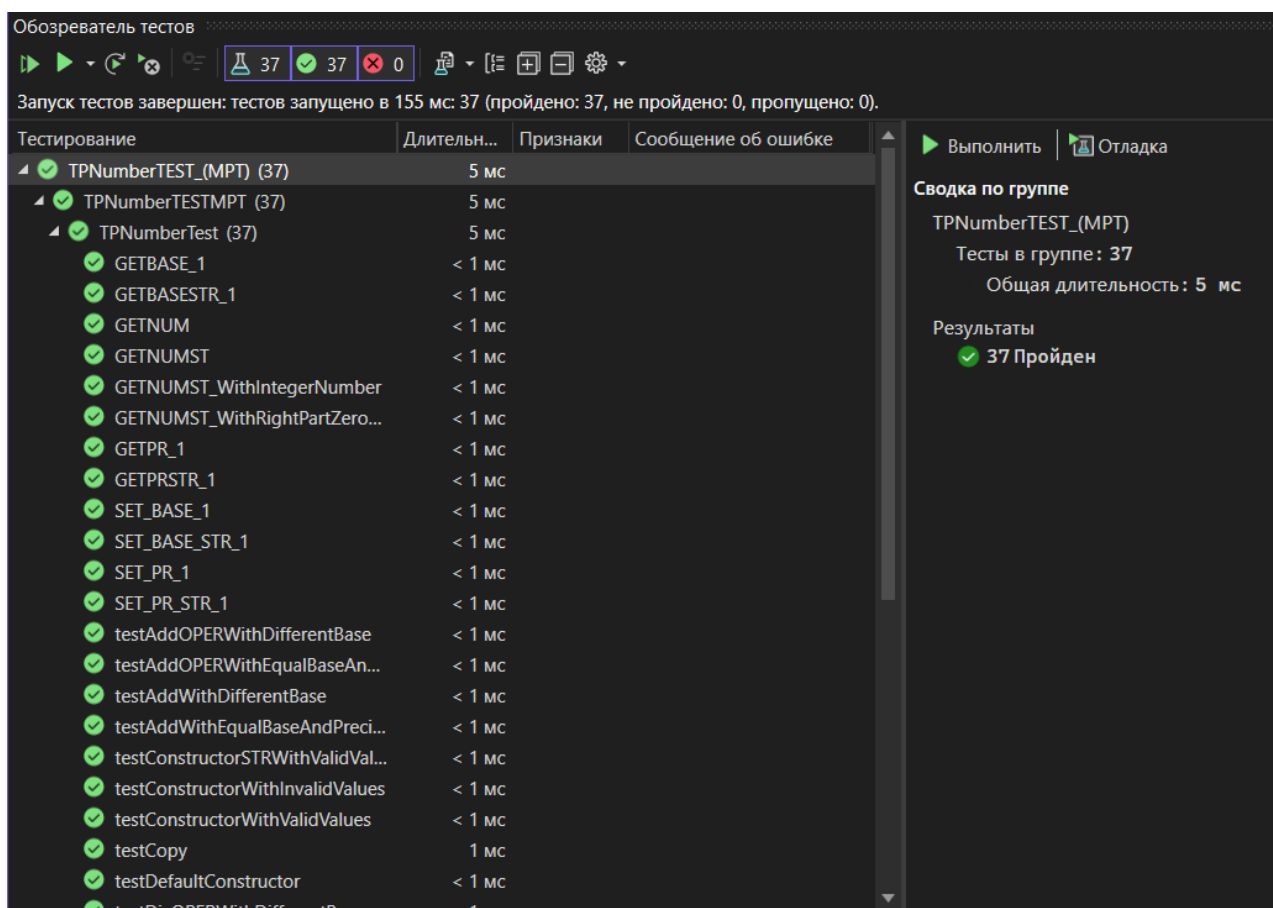 Обозреватель тестов
37 37 0
Запуск тестов завершен: тестов запущено в 155 мс: 37 (пройдено: 37, не пройдено: 0, пропущено: 0).
Тестирование Длительн... Признаки Сообщение об ошибке
TPNumberTEST_(MPT) (37) 5 мс
TPNumberTESTMPT (37) 5 мс
TPNumberTest (37) 5 мс
GETBASE_1 < 1 мс
GETBASESTR_1 < 1 мс
GETNUM < 1 мс
GETNUMST < 1 мс
GETNUMST_WithIntegerNumber < 1 мс
GETNUMST_WithRightPartZero... < 1 мс
GETPR_1 < 1 мс
GETPRSTR_1 < 1 мс
SET_BASE_1 < 1 мс
SET_BASE_STR_1 < 1 мс
SET_PR_1 < 1 мс
SET_PR_STR_1 < 1 мс
testAddOPERWithDifferentBase < 1 мс
testAddOPERWithEqualBaseAn... < 1 мс
testAddWithDifferentBase < 1 мс
testAddWithEqualBaseAndPreci... < 1 мс
testConstructorSTRWithValidVal... < 1 мс
testConstructorWithInvalidValues < 1 мс
testConstructorWithValidValues < 1 мс
testCopy 1 мс
testDefaultConstructor < 1 мс
Выполнить Отладка
Сводка по группе
TPNumberTEST_(MPT)
Тесты в группе: 37
Общая длительность: 5 мс
Результаты
37 Пройден